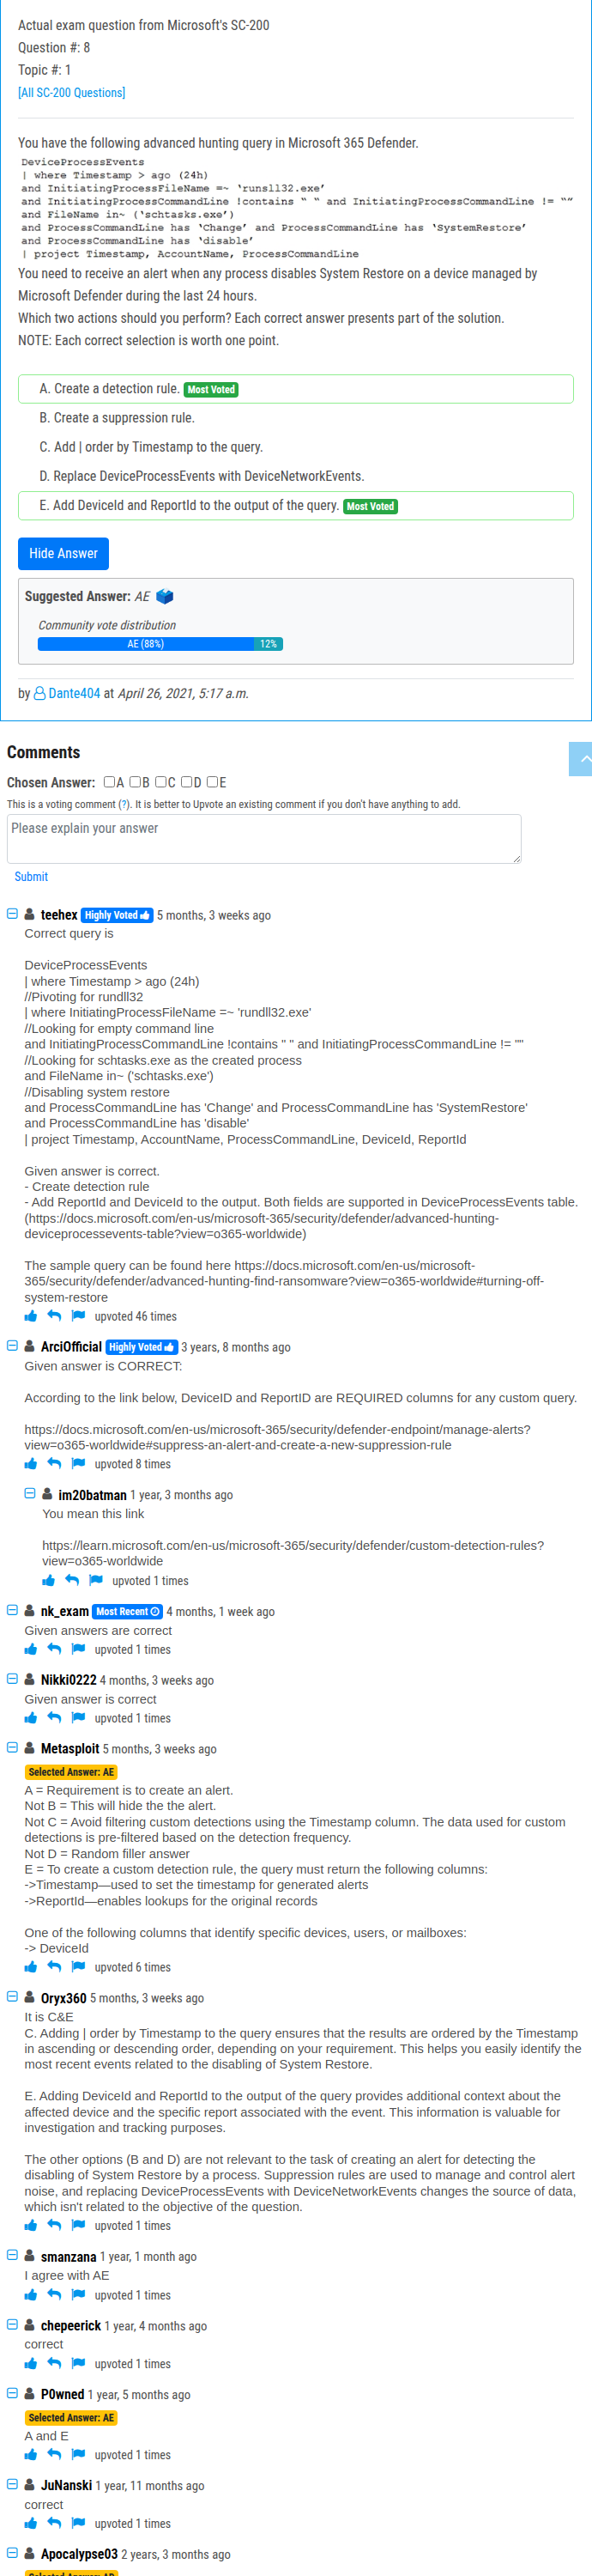 Actual exam question from Microsoft's SC-200
Question #: 8
Topic #: 1
[All SC-200 Questions]
You have the following advanced hunting query in Microsoft 365 Defender.
DeviceProcessEvents
| where Timestamp > ago (24h)
and InitiatingProcessFileName =~ ‘runsll32.exe’
and InitiatingProcessCommandLine !contains “ “ and InitiatingProcessCommandLine != “”
and FileName in~ (‘schtasks.exe’)
and ProcessCommandLine has ‘Change’ and ProcessCommandLine has ‘SystemRestore’
and ProcessCommandLine has ‘disable’
| project Timestamp, AccountName, ProcessCommandLine
You need to receive an alert when any process disables System Restore on a device managed by
Microsoft Defender during the last 24 hours.
Which two actions should you perform? Each correct answer presents part of the solution.
NOTE: Each correct selection is worth one point.
A. Create a detection rule. Most Voted
B. Create a suppression rule.
C. Add | order by Timestamp to the query.
D. Replace DeviceProcessEvents with DeviceNetworkEvents.
E. Add DeviceId and ReportId to the output of the query. Most Voted
Hide Answer
Suggested Answer: AE
Community vote distribution
AE (88%) 12%
by Dante404 at April 26, 2021, 5:17 a.m.
Comments
Chosen Answer: A B C D E
This is a voting comment (?). It is better to Upvote an existing comment if you don't have anything to add.
Please explain your answer
Submit
teehex Highly Voted 5 months, 3 weeks ago
Correct query is
DeviceProcessEvents
| where Timestamp > ago (24h)
//Pivoting for rundll32
| where InitiatingProcessFileName =~ 'rundll32.exe'
//Looking for empty command line
and InitiatingProcessCommandLine !contains " " and InitiatingProcessCommandLine != ""
//Looking for schtasks.exe as the created process
and FileName in~ ('schtasks.exe')
//Disabling system restore
and ProcessCommandLine has 'Change' and ProcessCommandLine has 'SystemRestore'
and ProcessCommandLine has 'disable'
| project Timestamp, AccountName, ProcessCommandLine, DeviceId, ReportId
Given answer is correct.
- Create detection rule
- Add ReportId and DeviceId to the output. Both fields are supported in DeviceProcessEvents table.
(https://docs.microsoft.com/en-us/microsoft-365/security/defender/advanced-hunting-
deviceprocessevents-table?view=o365-worldwide)
The sample query can be found here https://docs.microsoft.com/en-us/microsoft-
365/security/defender/advanced-hunting-find-ransomware?view=o365-worldwide#turning-off-
system-restore
upvoted 46 times
ArciOfficial Highly Voted 3 years, 8 months ago
Given answer is CORRECT:
According to the link below, DeviceID and ReportID are REQUIRED columns for any custom query.
https://docs.microsoft.com/en-us/microsoft-365/security/defender-endpoint/manage-alerts?
view=o365-worldwide#suppress-an-alert-and-create-a-new-suppression-rule
upvoted 8 times
im20batman 1 year, 3 months ago
You mean this link
https://learn.microsoft.com/en-us/microsoft-365/security/defender/custom-detection-rules?
view=o365-worldwide
upvoted 1 times
nk_exam Most Recent 4 months, 1 week ago
Given answers are correct
upvoted 1 times
Nikki0222 4 months, 3 weeks ago
Given answer is correct
upvoted 1 times
Metasploit 5 months, 3 weeks ago
Selected Answer: AE
A = Requirement is to create an alert.
Not B = This will hide the the alert.
Not C = Avoid filtering custom detections using the Timestamp column. The data used for custom
detections is pre-filtered based on the detection frequency.
Not D = Random filler answer
E = To create a custom detection rule, the query must return the following columns:
->Timestamp—used to set the timestamp for generated alerts
->ReportId—enables lookups for the original records
One of the following columns that identify specific devices, users, or mailboxes:
-> DeviceId
upvoted 6 times
Oryx360 5 months, 3 weeks ago
It is C&E
C. Adding | order by Timestamp to the query ensures that the results are ordered by the Timestamp
in ascending or descending order, depending on your requirement. This helps you easily identify the
most recent events related to the disabling of System Restore.
E. Adding DeviceId and ReportId to the output of the query provides additional context about the
affected device and the specific report associated with the event. This information is valuable for
investigation and tracking purposes.
The other options (B and D) are not relevant to the task of creating an alert for detecting the
disabling of System Restore by a process. Suppression rules are used to manage and control alert
noise, and replacing DeviceProcessEvents with DeviceNetworkEvents changes the source of data,
which isn't related to the objective of the question.
upvoted 1 times
smanzana 1 year, 1 month ago
I agree with AE
upvoted 1 times
chepeerick 1 year, 4 months ago
correct
upvoted 1 times
P0wned 1 year, 5 months ago
Selected Answer: AE
A and E
upvoted 1 times
JuNanski 1 year, 11 months ago
correct
upvoted 1 times
Apocalypse03 2 years, 3 months ago